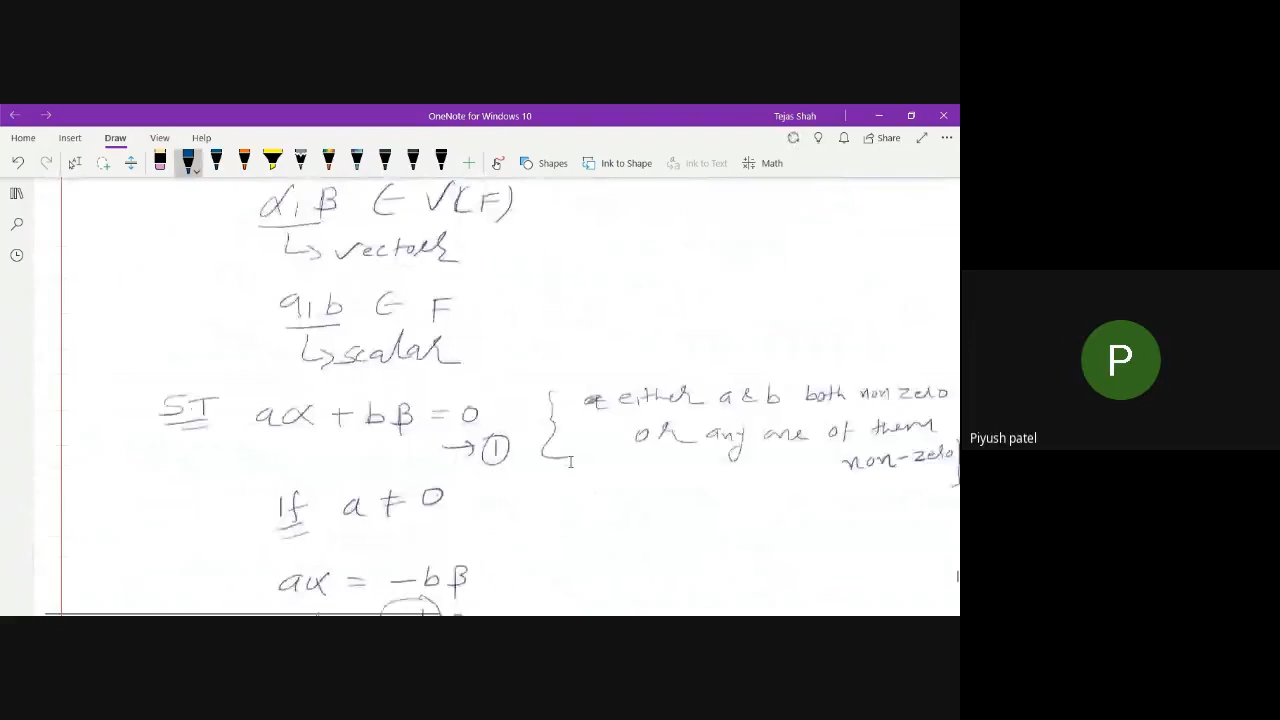 OneNote for Windows 10
Tejas Shah
Home Insert Draw View Help
Share
Shapes Ink to Shape Ink to Text Math
α, β ∈ V(F)
↳ vectors
a, b ∈ F
↳ scalar
S.T aα + bβ = 0
→ ①
either a & b both non zero
or any one of them
non-zero
If a ≠ 0
aα = -bβ
P
Piyush patel